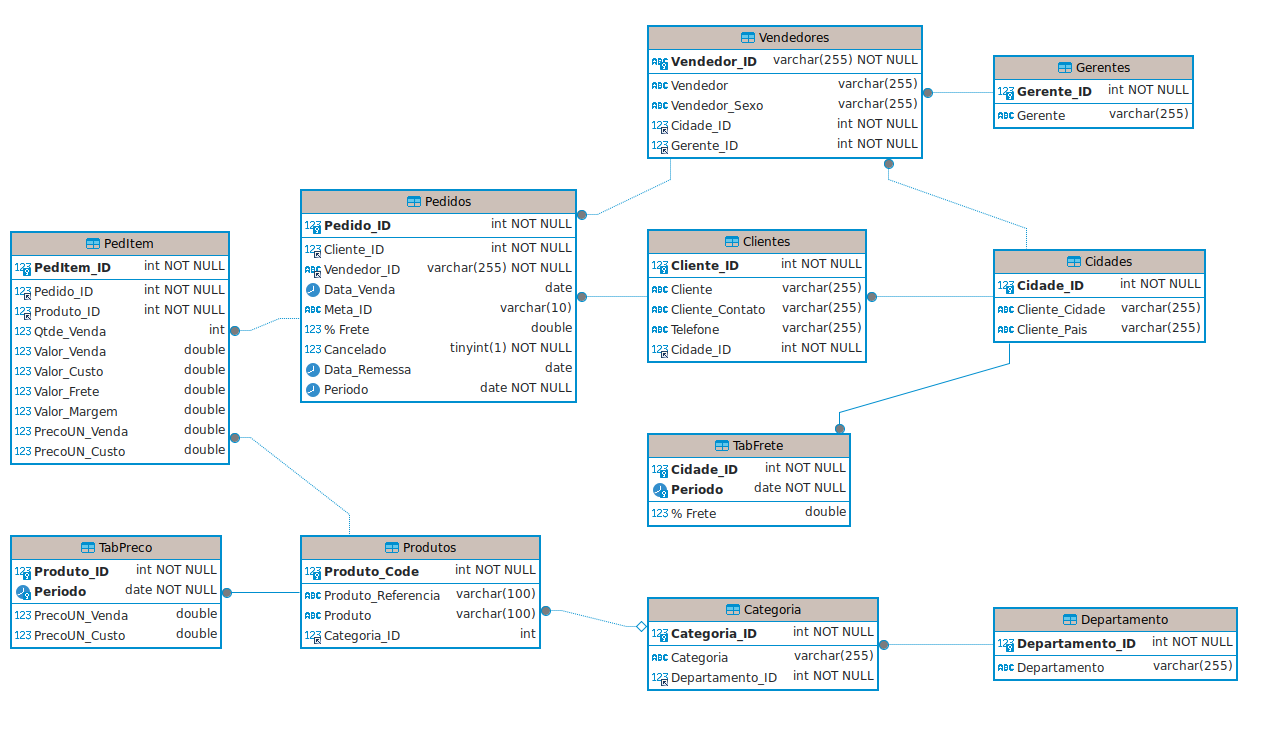 Vendedores
Vendedor_ID varchar(255) NOT NULL
Vendedor varchar(255)
Vendedor_Sexo varchar(255)
Cidade_ID int NOT NULL
Gerente_ID int NOT NULL
Gerentes
Gerente_ID int NOT NULL
Gerente varchar(255)
Pedidos
Pedido_ID int NOT NULL
Cliente_ID int NOT NULL
Vendedor_ID varchar(255) NOT NULL
Data_Venda date
Meta_ID varchar(10)
% Frete double
Cancelado tinyint(1) NOT NULL
Data_Remessa date
Periodo date NOT NULL
PedItem
PedItem_ID int NOT NULL
Pedido_ID int NOT NULL
Produto_ID int NOT NULL
Qtde_Venda int
Valor_Venda double
Valor_Custo double
Valor_Frete double
Valor_Margem double
PrecoUN_Venda double
PrecoUN_Custo double
Clientes
Cliente_ID int NOT NULL
Cliente varchar(255)
Cliente_Contato varchar(255)
Telefone varchar(255)
Cidade_ID int NOT NULL
Cidades
Cidade_ID int NOT NULL
Cliente_Cidade varchar(255)
Cliente_Pais varchar(255)
TabFrete
Cidade_ID int NOT NULL
Periodo date NOT NULL
% Frete double
TabPreco
Produto_ID int NOT NULL
Periodo date NOT NULL
PrecoUN_Venda double
PrecoUN_Custo double
Produtos
Produto_Code int NOT NULL
Produto_Referencia varchar(100)
Produto varchar(100)
Categoria_ID int
Categoria
Categoria_ID int NOT NULL
Categoria varchar(255)
Departamento_ID int NOT NULL
Departamento
Departamento_ID int NOT NULL
Departamento varchar(255)